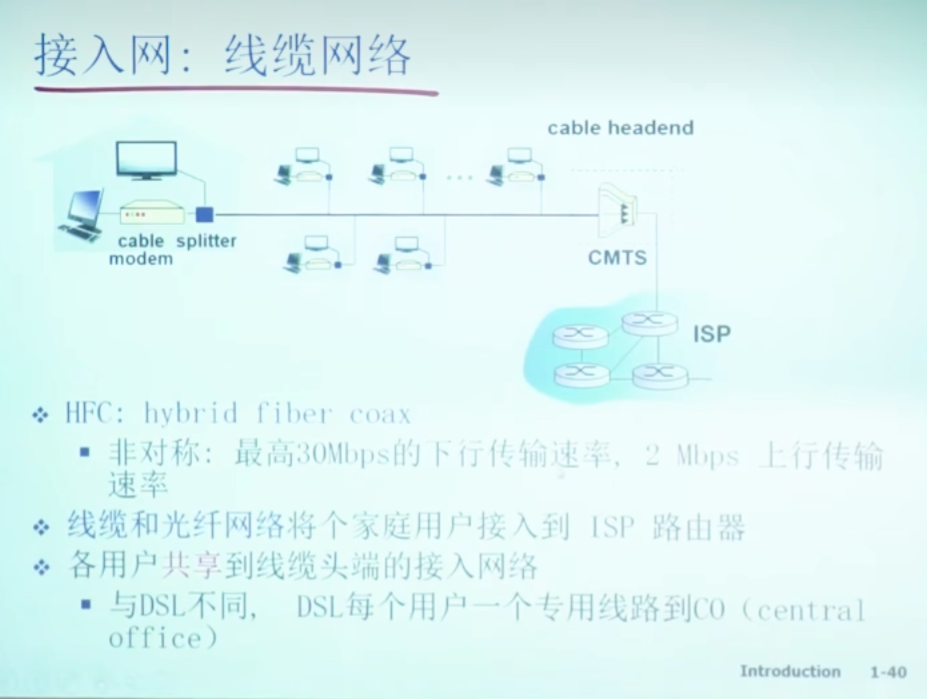 接入网：线缆网络
cable headend
cable splitter
modem
CMTS
ISP
❖ HFC: hybrid fiber coax
▪ 非对称：最高30Mbps的下行传输速率, 2 Mbps 上行传输
速率
❖ 线缆和光纤网络将个家庭用户接入到 ISP 路由器
❖ 各用户共享到线缆头端的接入网络
▪ 与DSL不同, DSL每个用户一个专用线路到CO（central
office）
Introduction 1-40